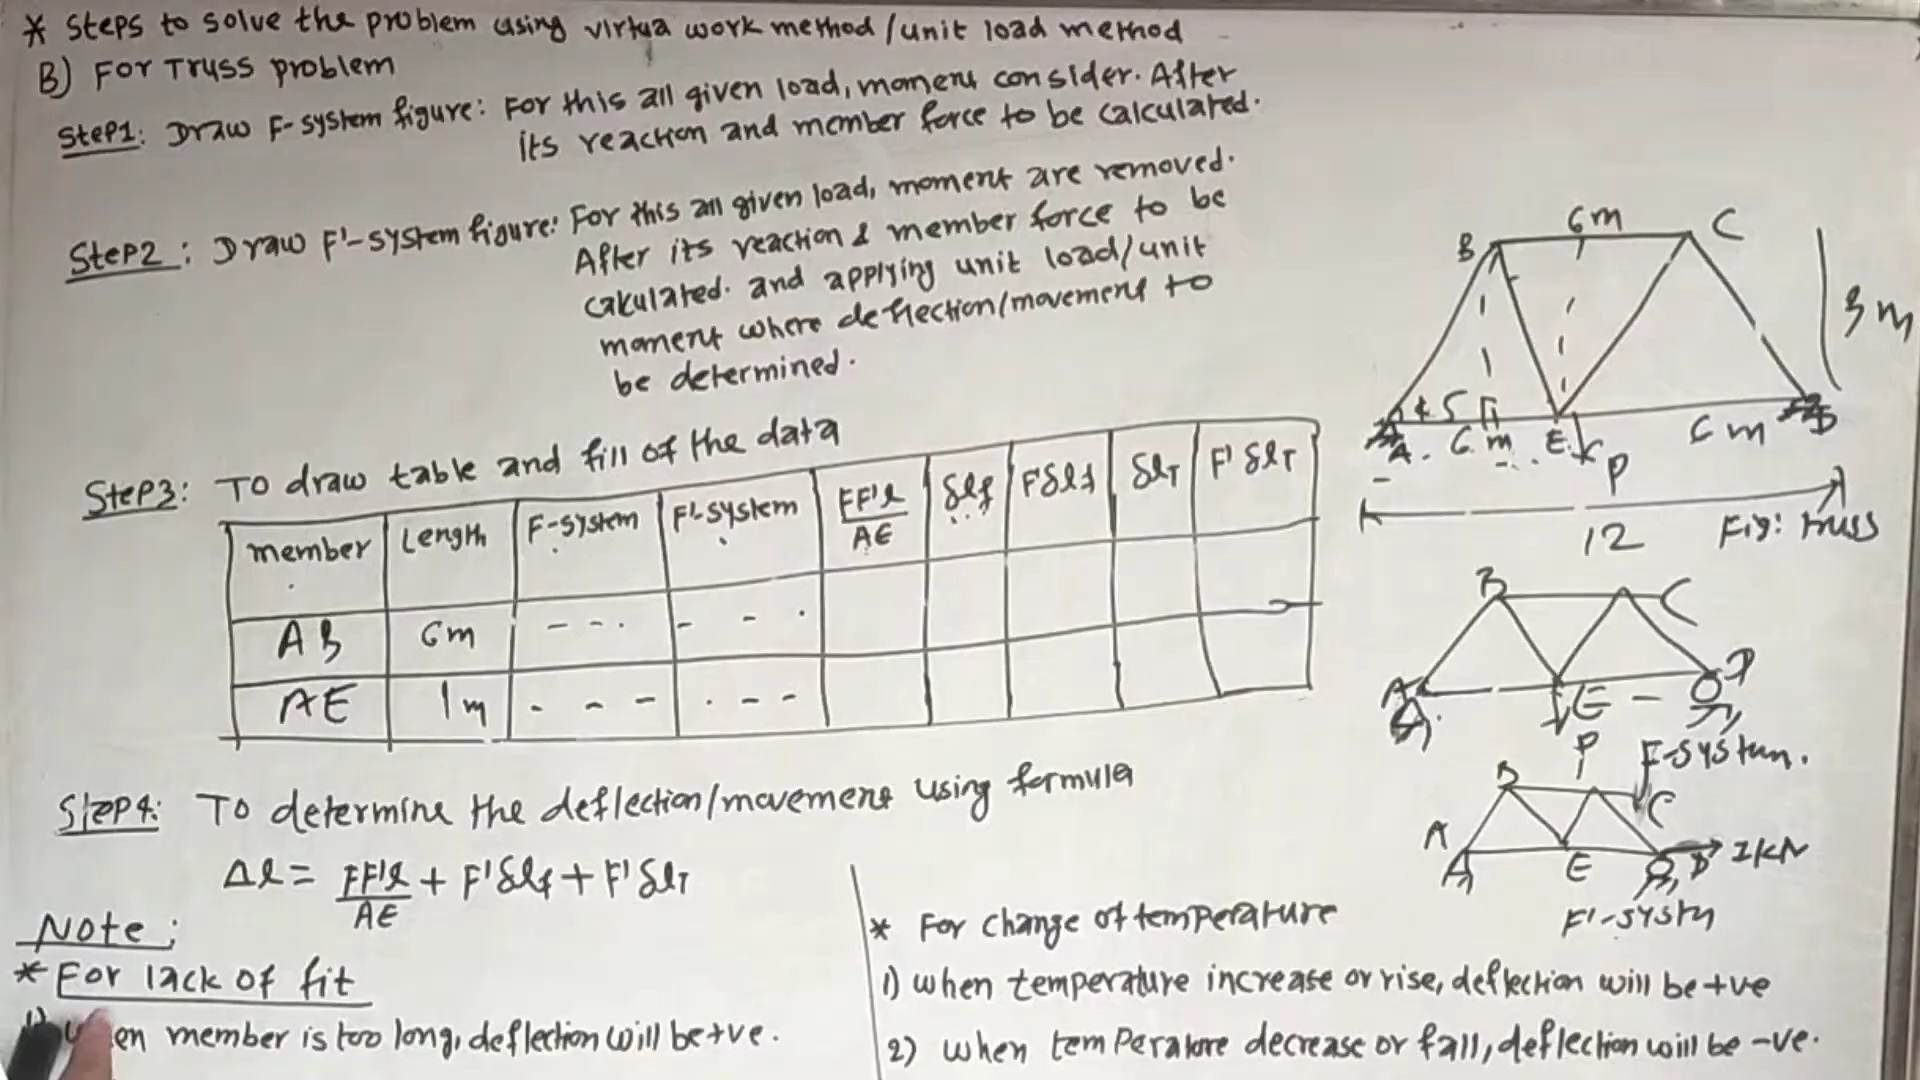 * Steps to solve the problem using virtua work method/unit load method
B) For Truss problem
Step1: Draw F-system figure: For this all given load, moment consider. After
its reaction and member force to be calculated.
Step2: Draw F'-system figure: For this all given load, moment are removed.
After its reaction & member force to be
calculated. and applying unit load/unit
moment where deflection/movement to
be determined.
Step3: To draw table and fill of the data
member Length F-system F'-system FF'l/AE δlf F'δlf δlT F'δlT
AB 6m - - - - - -
AE 1m - - - - - -
Step4: To determine the deflection/movement using formula
Δl = FF'l/AE + F'δlf + F'δlT
Note:
* For lack of fit
en member is too long, deflection will be +ve.
* For change of temperature
1) when temperature increase or rise, deflection will be +ve
2) when temperature decrease or fall, deflection will be -ve.
6m
B C
3m
45
A 6m E 6m D
P
12
Fig: truss
B C
A E D
P
F-system.
B C
A E D 1KN
F'-systm